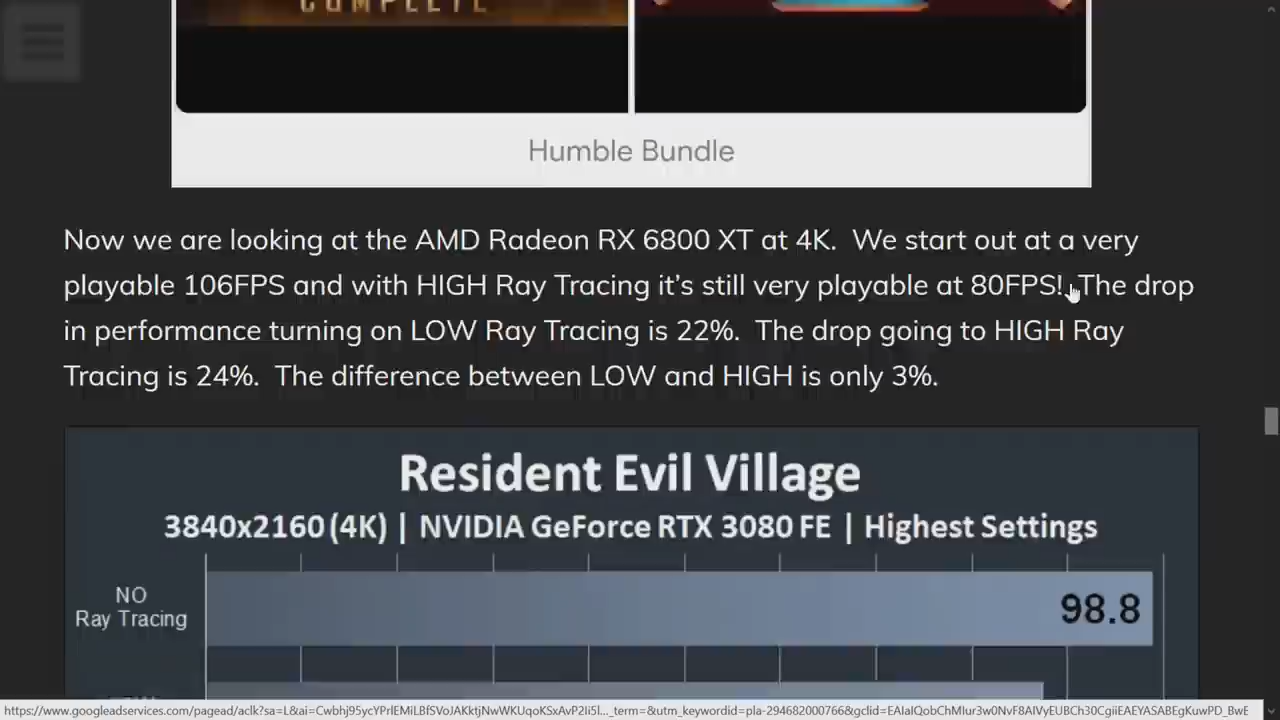 COMPLETE
Humble Bundle
Now we are looking at the AMD Radeon RX 6800 XT at 4K.  We start out at a very
playable 106FPS and with HIGH Ray Tracing it’s still very playable at 80FPS!  The drop
in performance turning on LOW Ray Tracing is 22%.  The drop going to HIGH Ray
Tracing is 24%.  The difference between LOW and HIGH is only 3%.
Resident Evil Village
3840x2160 (4K) | NVIDIA GeForce RTX 3080 FE | Highest Settings
NO
Ray Tracing
98.8
https://www.googleadservices.com/pagead/aclk?sa=L&ai=Cwbhj95ycYPrlEMiLBfSVoJAKktjNwWKUqoKSxAvP2Ii5l..._term=&utm_keywordid=pla-294682000766&gclid=EAIaIQobChMIur3w0NvF8AIVyEUBCh30CgiiEAEYASABEgKuwPD_BwE